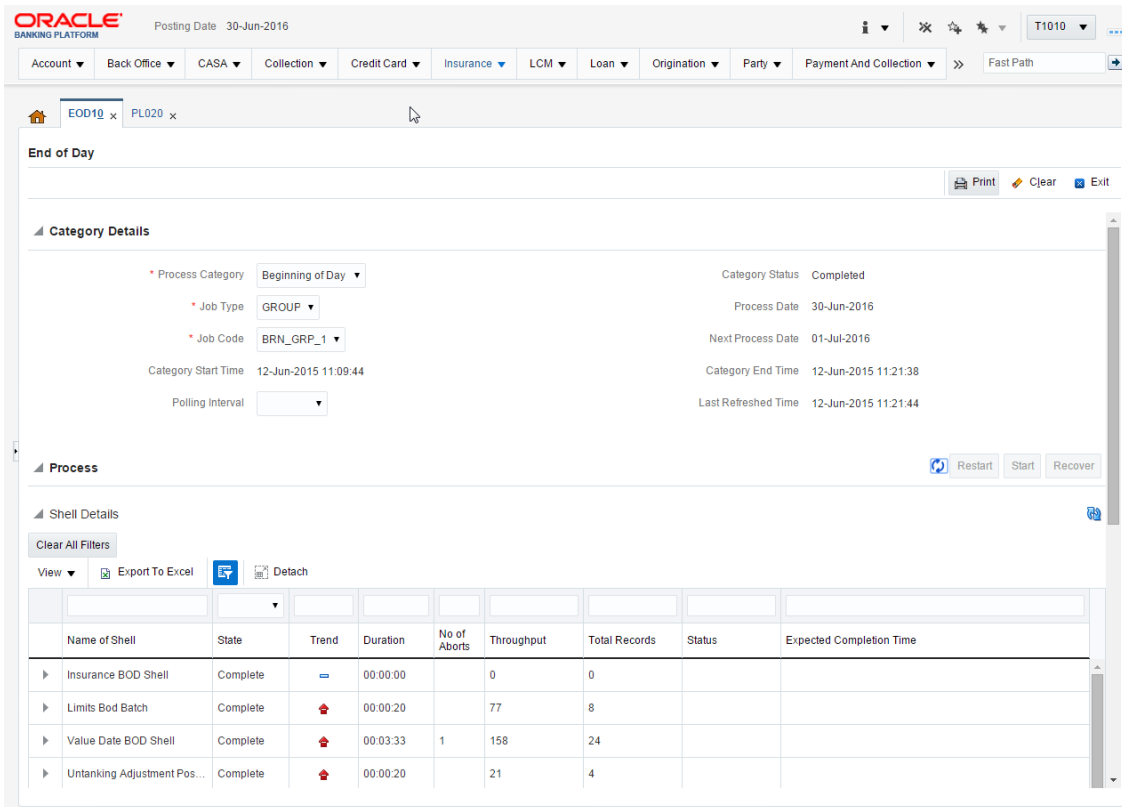 ORACLE
BANKING PLATFORM
Posting Date 30-Jun-2016
T1010
Account Back Office CASA Collection Credit Card Insurance LCM Loan Origination Party Payment And Collection » Fast Path
EOD10 x PL020 x
End of Day
Print Clear Exit
Category Details
* Process Category Beginning of Day
Category Status Completed
* Job Type GROUP
Process Date 30-Jun-2016
* Job Code BRN_GRP_1
Next Process Date 01-Jul-2016
Category Start Time 12-Jun-2015 11:09:44
Category End Time 12-Jun-2015 11:21:38
Polling Interval
Last Refreshed Time 12-Jun-2015 11:21:44
Process
Restart Start Recover
Shell Details
Clear All Filters
View Export To Excel Detach
Name of Shell State Trend Duration No of Aborts Throughput Total Records Status Expected Completion Time
Insurance BOD Shell Complete 00:00:00 0 0
Limits Bod Batch Complete 00:00:20 77 8
Value Date BOD Shell Complete 00:03:33 1 158 24
Untanking Adjustment Pos... Complete 00:00:20 21 4